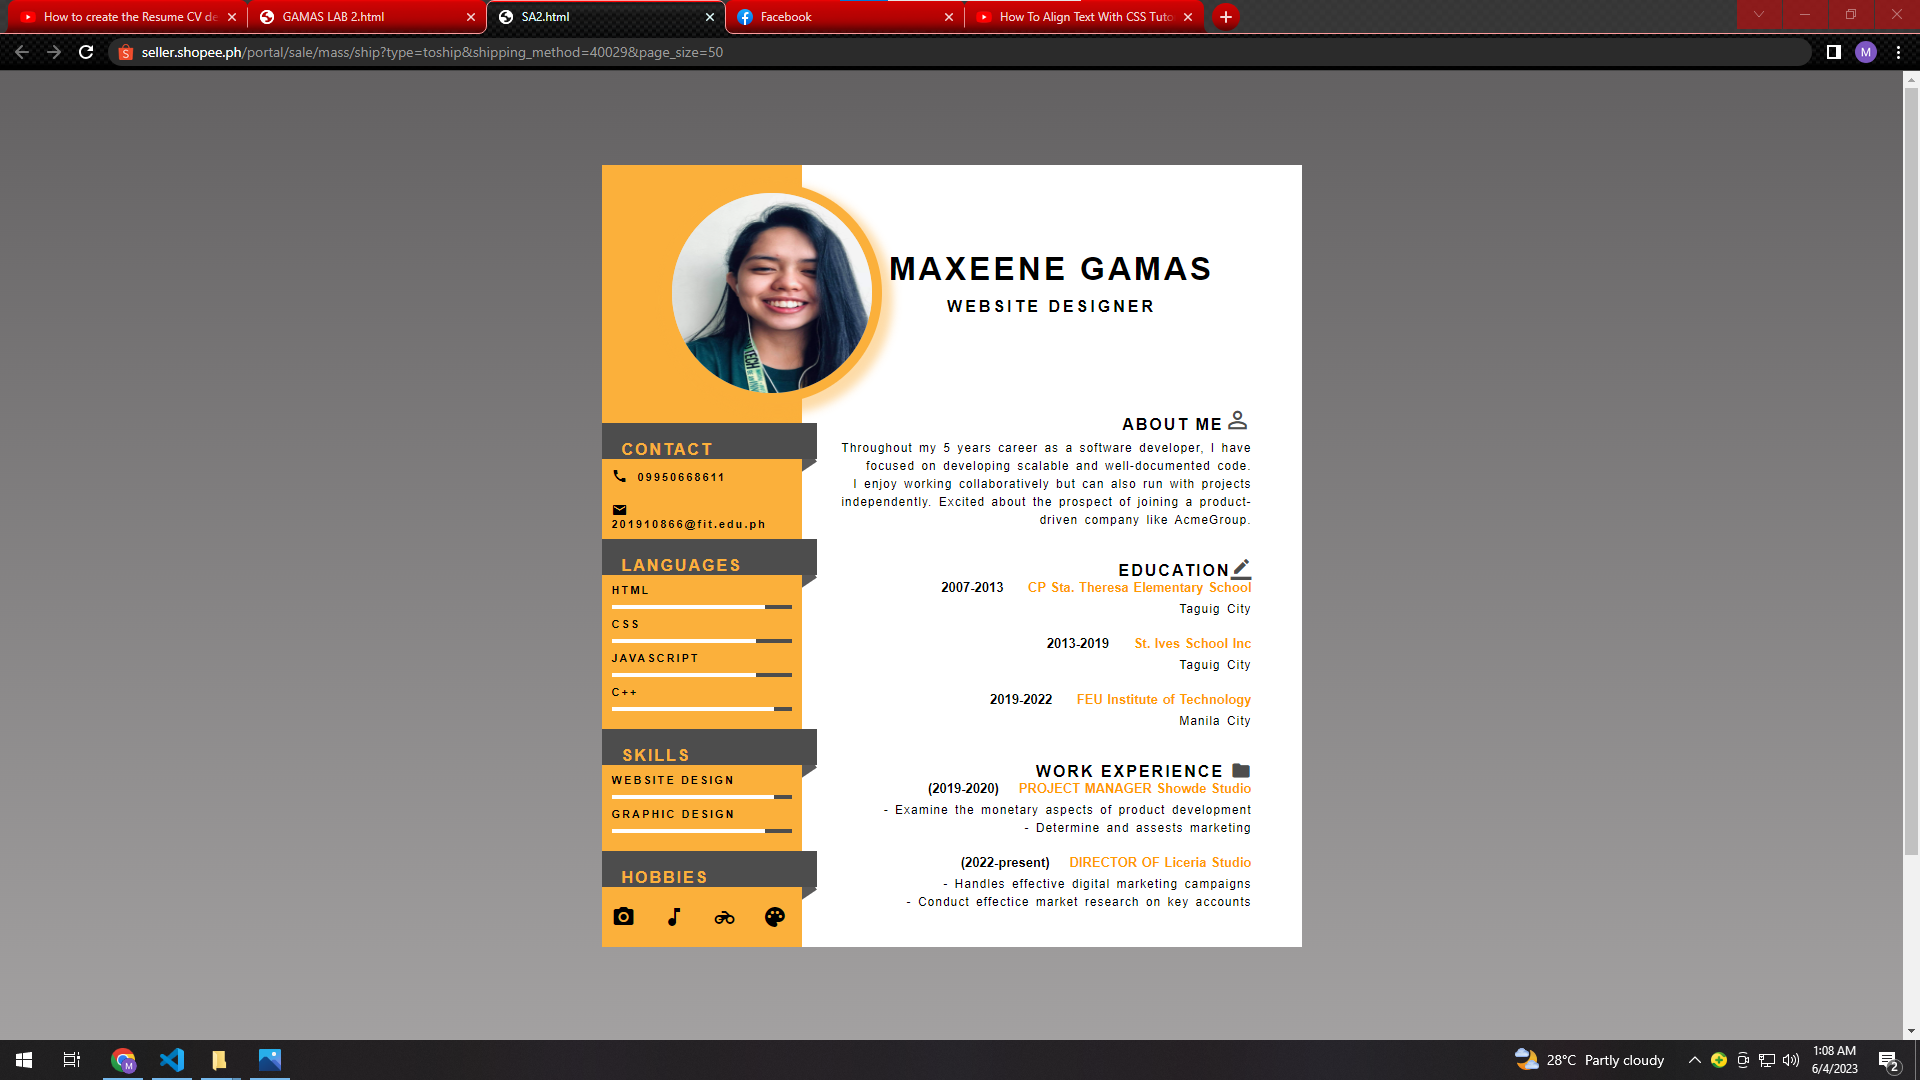 How to create the Resume CV de
GAMAS LAB 2.html
SA2.html
Facebook
How To Align Text With CSS Tuto
seller.shopee.ph/portal/sale/mass/ship?type=toship&shipping_method=40029&page_size=50
M
MAXEENE GAMAS
WEBSITE DESIGNER
CONTACT
09950668611
201910866@fit.edu.ph
LANGUAGES
HTML
CSS
JAVASCRIPT
C++
SKILLS
WEBSITE DESIGN
GRAPHIC DESIGN
HOBBIES
ABOUT ME
Throughout my 5 years career as a software developer, I have
focused on developing scalable and well-documented code.
I enjoy working collaboratively but can also run with projects
independently. Excited about the prospect of joining a product-
driven company like AcmeGroup.
EDUCATION
2007-2013 CP Sta. Theresa Elementary School
Taguig City
2013-2019 St. Ives School Inc
Taguig City
2019-2022 FEU Institute of Technology
Manila City
WORK EXPERIENCE
(2019-2020) PROJECT MANAGER Showde Studio
- Examine the monetary aspects of product development
- Determine and assests marketing
(2022-present) DIRECTOR OF Liceria Studio
- Handles effective digital marketing campaigns
- Conduct effectice market research on key accounts
M
28°C Partly cloudy
1:08 AM
6/4/2023
2